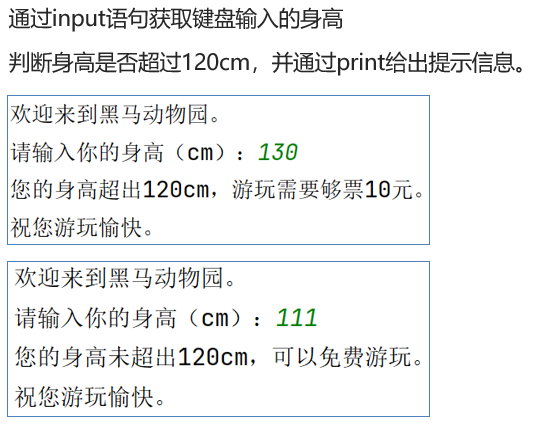 通过input语句获取键盘输入的身高
判断身高是否超过120cm，并通过print给出提示信息。
欢迎来到黑马动物园。
请输入你的身高（cm）：130
您的身高超出120cm，游玩需要够票10元。
祝您游玩愉快。
欢迎来到黑马动物园。
请输入你的身高（cm）：111
您的身高未超出120cm，可以免费游玩。
祝您游玩愉快。